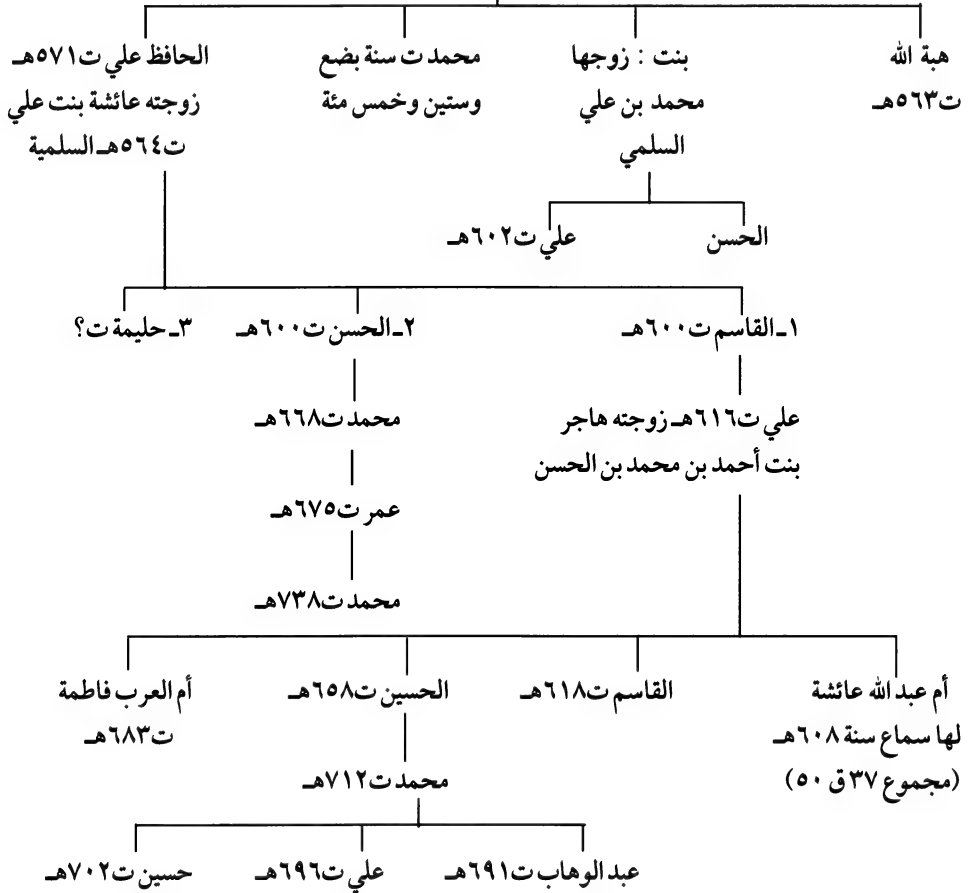 هبة الله
ت٥٦٣هـ
بنت : زوجها
محمد بن علي
السلمي
محمد ت سنة بضع
وستين وخمس مئة
الحافظ علي ت٥٧١هـ
زوجته عائشة بنت علي
ت٥٦٤هـ السلمية
الحسن
علي ت٦٠٢هـ
١ـ القاسم ت٦٠٠هـ
٢ـ الحسن ت٦٠٠هـ
٣ـ حليمة ت؟
علي ت٦١٦هـ زوجته هاجر
بنت أحمد بن محمد بن الحسن
محمد ت٦٦٨هـ
عمر ت٦٧٥هـ
محمد ت٧٣٨هـ
أم عبد الله عائشة
لها سماع سنة ٦٠٨هـ
(مجموع ٣٧ ق ٥٠)
القاسم ت٦١٨هـ
الحسين ت٦٥٨هـ
أم العرب فاطمة
ت٦٨٣هـ
محمد ت٧١٢هـ
عبد الوهاب ت٦٩١هـ
علي ت٦٩٦هـ
حسين ت٧٠٢هـ